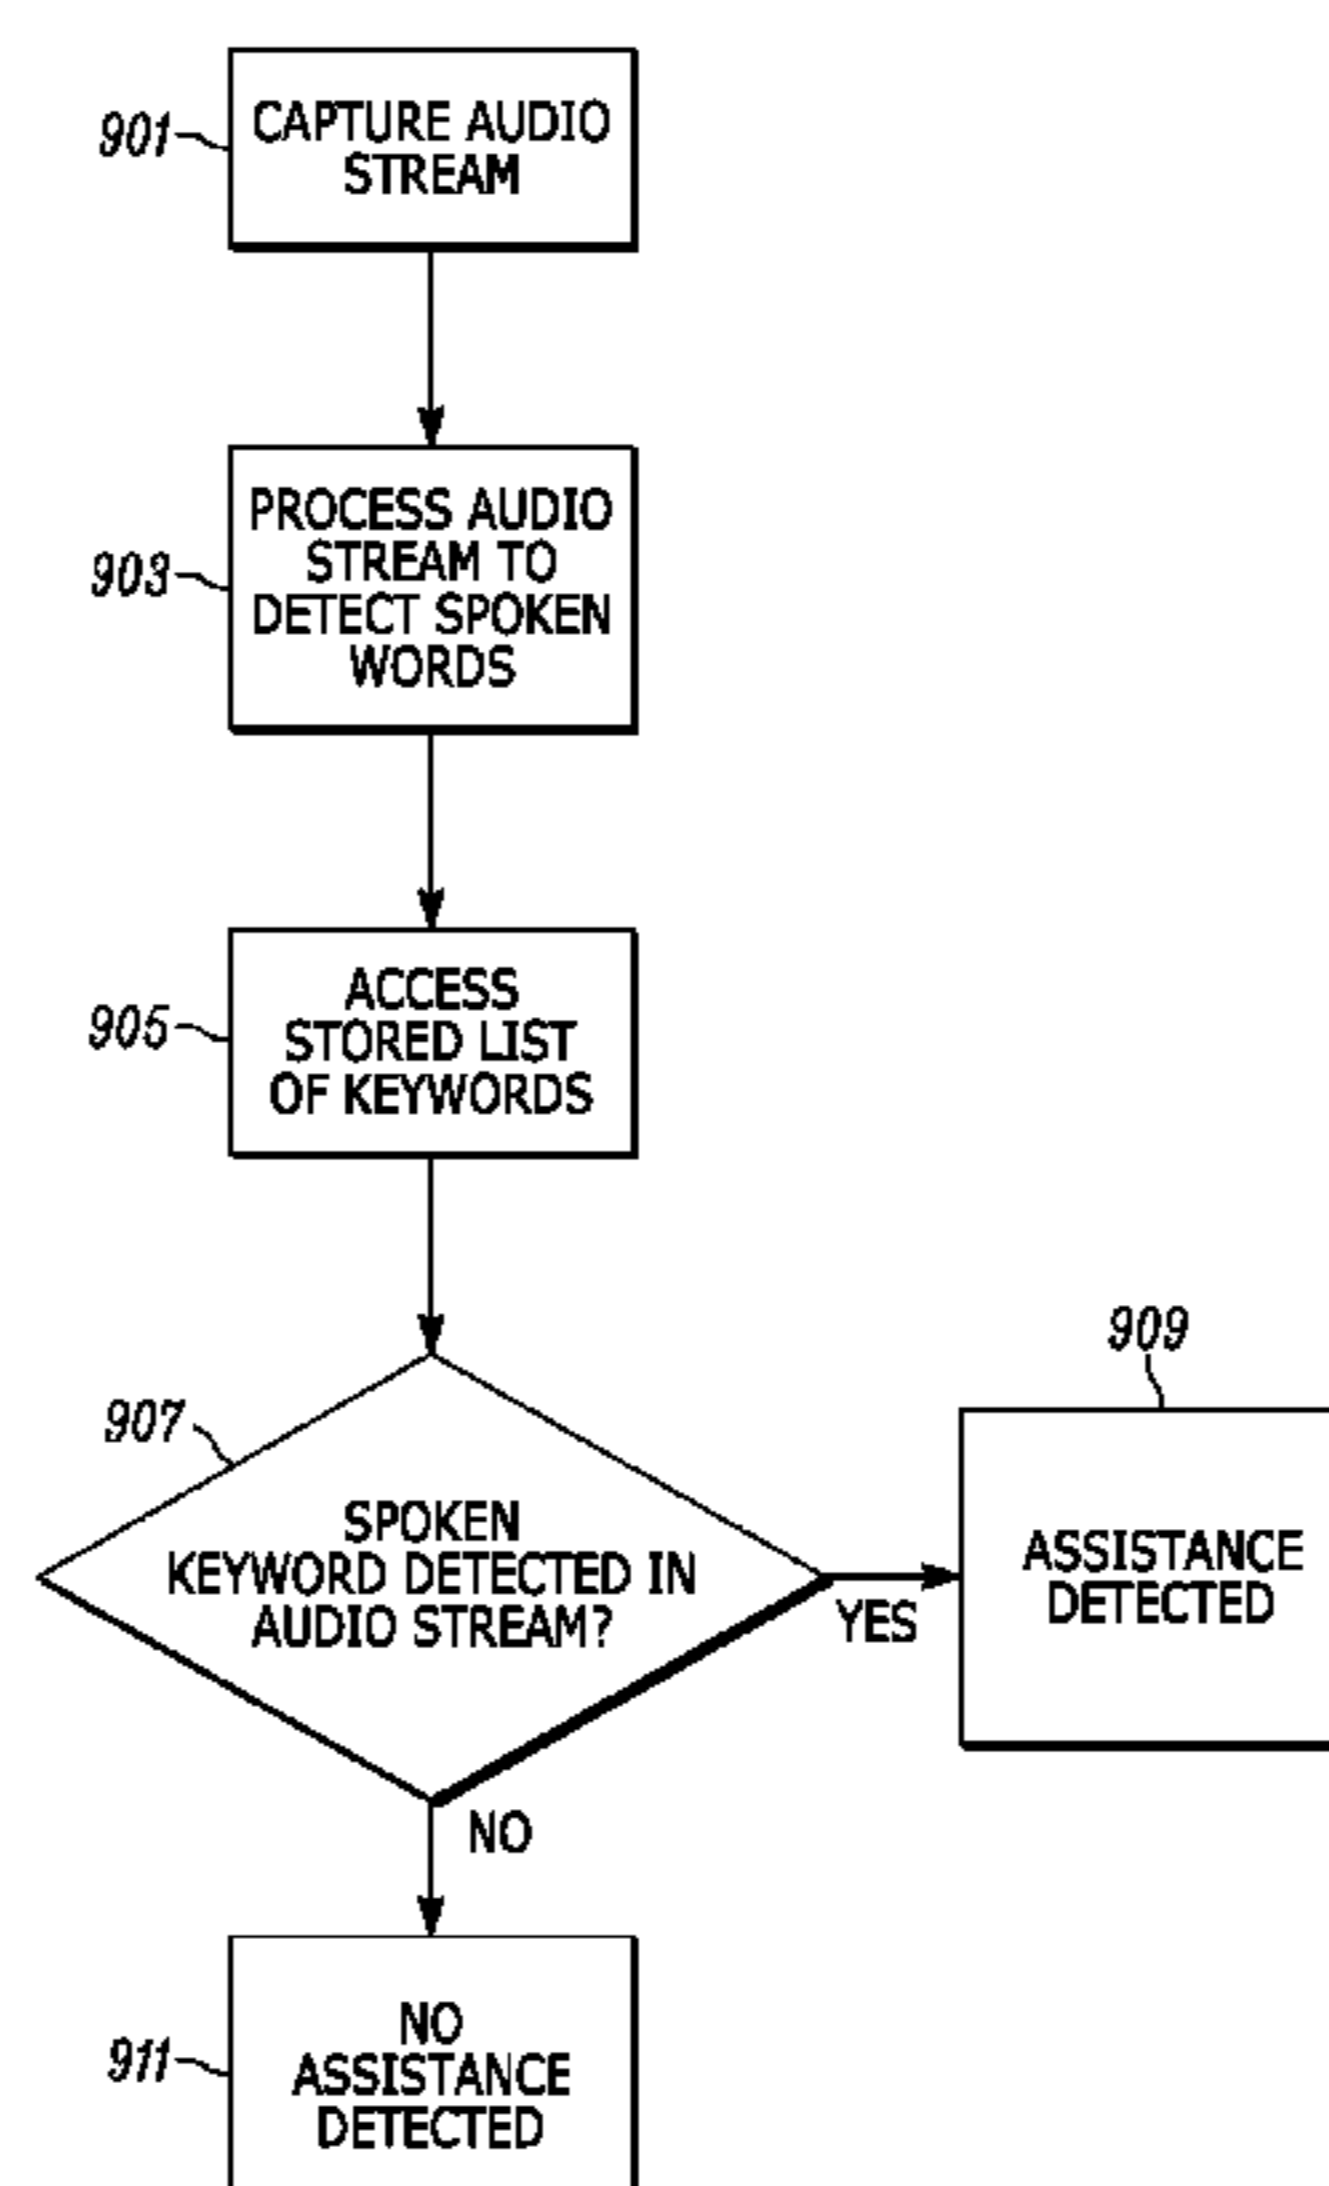 901
CAPTURE AUDIO
STREAM
903
PROCESS AUDIO
STREAM TO
DETECT SPOKEN
WORDS
905
ACCESS
STORED LIST
OF KEYWORDS
907
SPOKEN
KEYWORD DETECTED IN
AUDIO STREAM?
YES
909
ASSISTANCE
DETECTED
NO
911
NO
ASSISTANCE
DETECTED